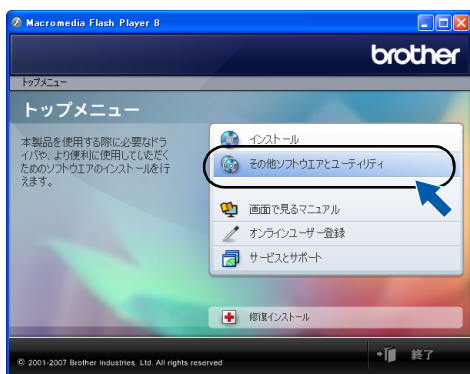 Macromedia Flash Player 8
brother
トップメニュー
トップメニュー
本製品を使用する際に必要なドラ
イバや、より便利に使用していただく
ためのソフトウエアのインストールを行
えます。
インストール
その他ソフトウエアとユーティリティ
画面で見るマニュアル
オンラインユーザー登録
サービスとサポート
修復インストール
© 2001-2007 Brother Industries Ltd. All rights reserved
終了